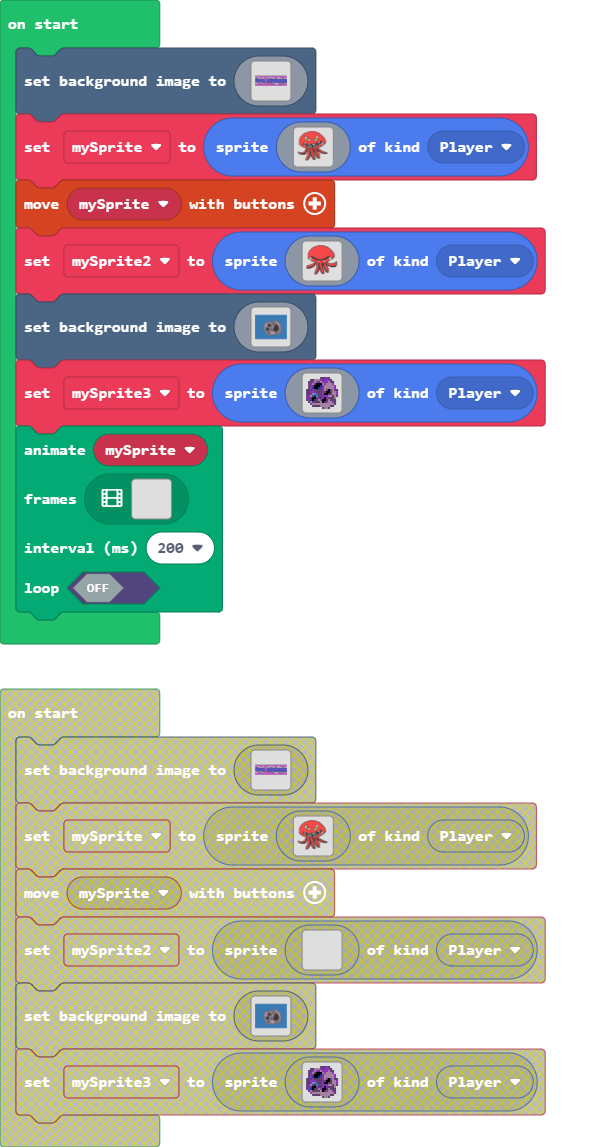 on start
set background image to
set mySprite to sprite of kind Player
move mySprite with buttons
set mySprite2 to sprite of kind Player
set background image to
set mySprite3 to sprite of kind Player
animate mySprite
frames
interval (ms) 200
loop OFF
on start
set background image to
set mySprite to sprite of kind Player
move mySprite with buttons
set mySprite2 to sprite of kind Player
set background image to
set mySprite3 to sprite of kind Player